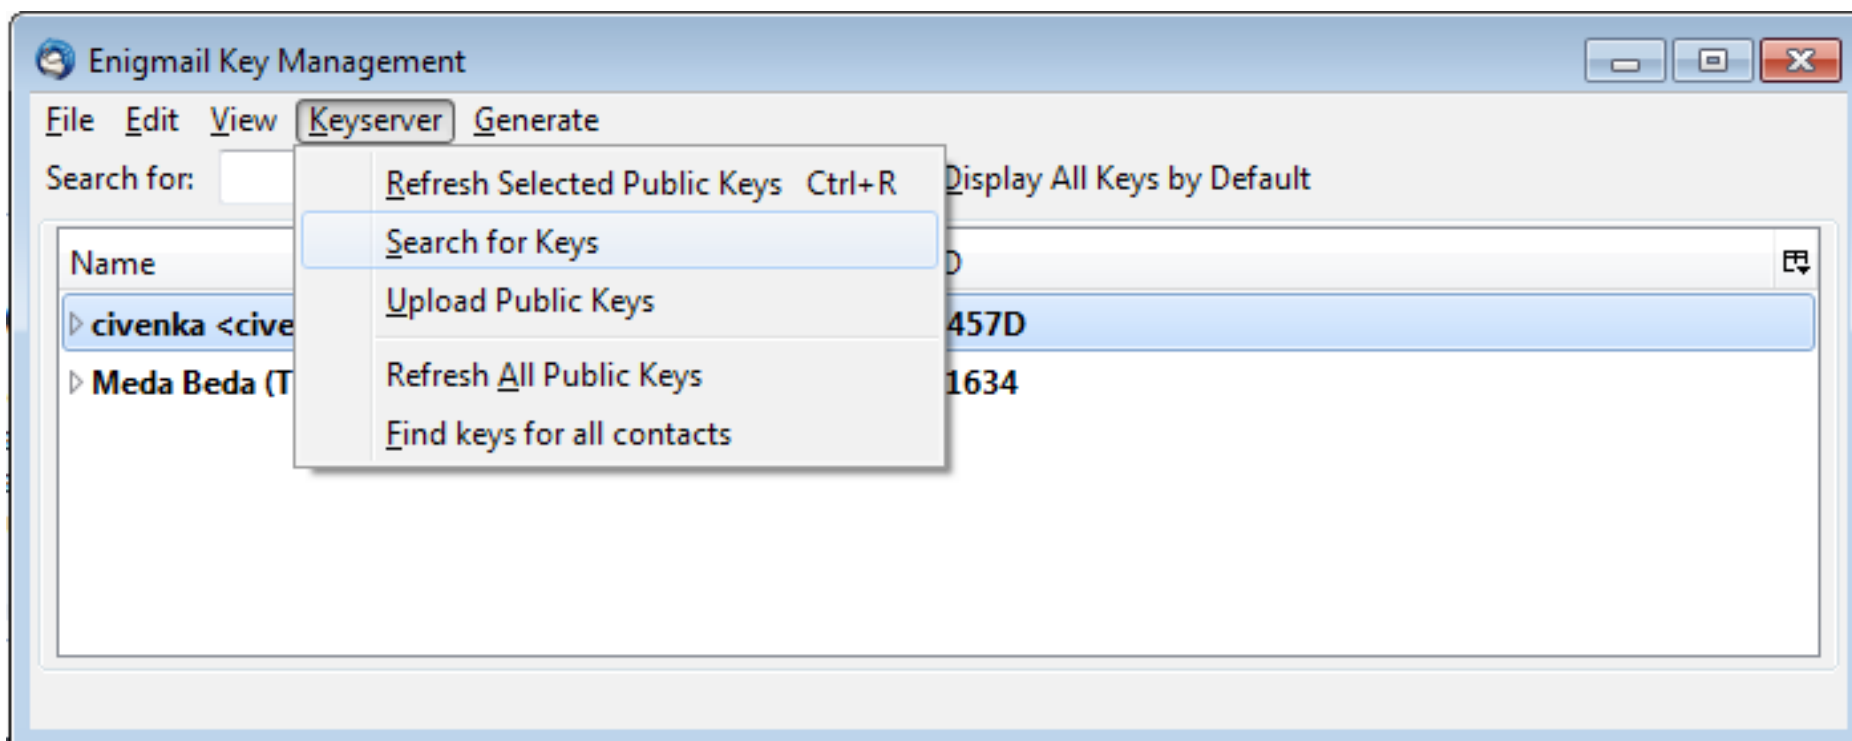 Enigmail Key Management
File Edit View Keyserver Generate
Search for: Display All Keys by Default
Refresh Selected Public Keys Ctrl+R
Search for Keys
Upload Public Keys
Refresh All Public Keys
Find keys for all contacts
Name
civenka <cive 457D
Meda Beda (T 1634